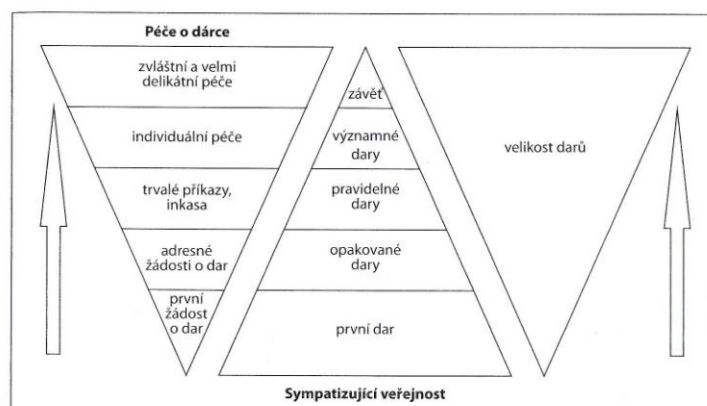 Péče o dárce
zvláštní a velmi
delikátní péče
individuální péče
trvalé příkazy,
inkasa
adresné
žádosti o dar
první
žádost
o dar
závěť
významné
dary
pravidelné
dary
opakované
dary
první dar
velikost darů
Sympatizující veřejnost